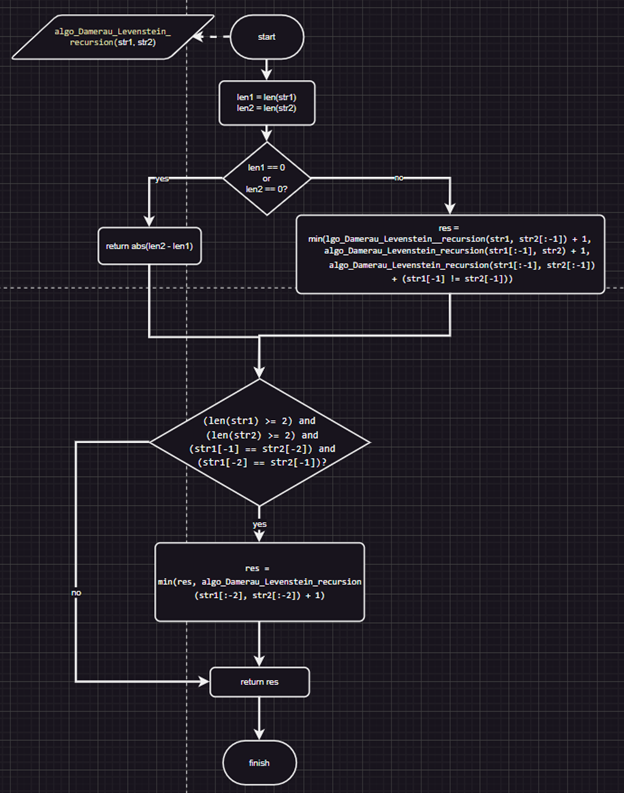 algo_Damerau_Levenstein_
recursion(str1, str2)
start
len1 = len(str1)
len2 = len(str2)
len1 == 0
or
len2 == 0?
yes
no
return abs(len2 - len1)
res =
min(lgo_Damerau_Levenstein__recursion(str1, str2[:-1]) + 1,
algo_Damerau_Levenstein_recursion(str1[:-1], str2) + 1,
algo_Damerau_Levenstein_recursion(str1[:-1], str2[:-1])
+ (str1[-1] != str2[-1]))
(len(str1) >= 2) and
(len(str2) >= 2) and
(str1[-1] == str2[-2]) and
(str1[-2] == str2[-1])?
yes
no
res =
min(res, algo_Damerau_Levenstein_recursion
(str1[:-2], str2[:-2]) + 1)
return res
finish